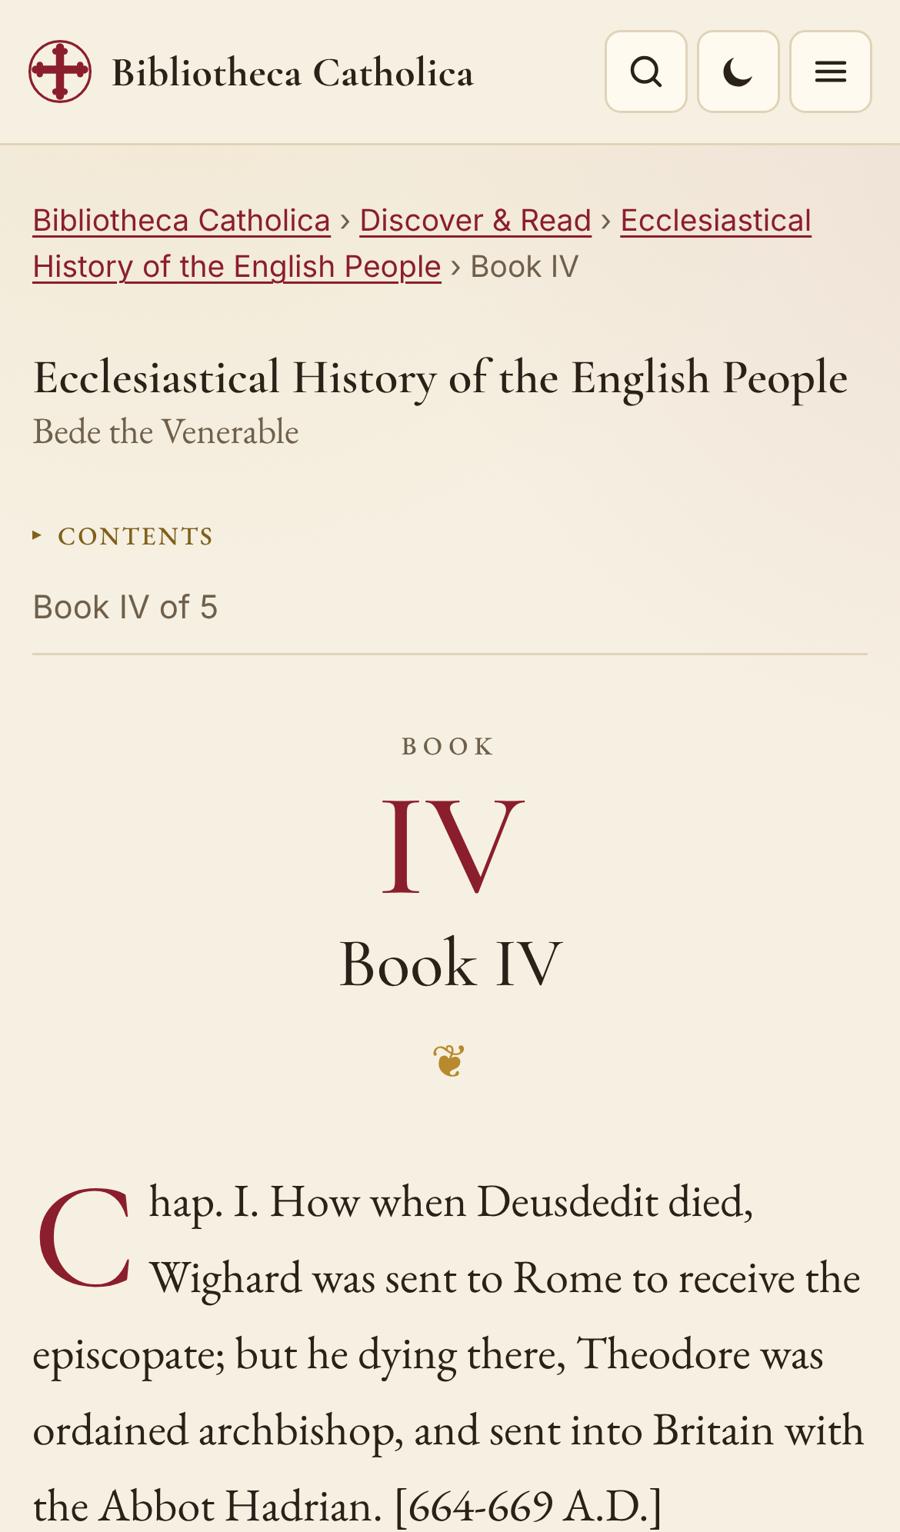 Bibliotheca Catholica
Bibliotheca Catholica › Discover & Read › Ecclesiastical
History of the English People › Book IV
Ecclesiastical History of the English People
Bede the Venerable
▸ CONTENTS
Book IV of 5
BOOK
IV
Book IV
❦
Chap. I. How when Deusdedit died,
Wighard was sent to Rome to receive the
episcopate; but he dying there, Theodore was
ordained archbishop, and sent into Britain with
the Abbot Hadrian. [664-669 A.D.]